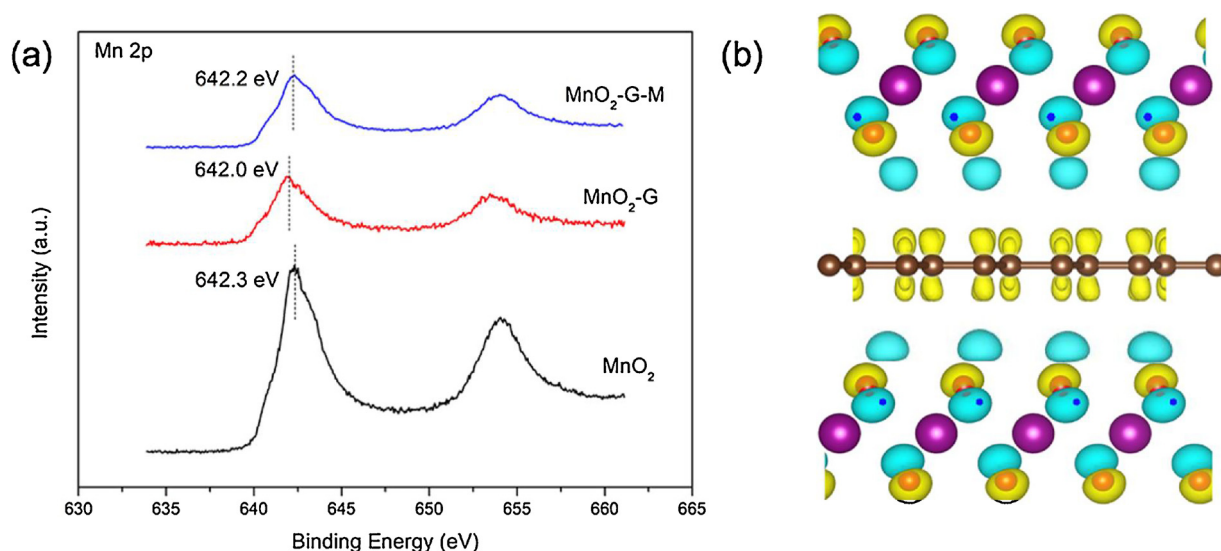 (a)
Mn 2p
642.2 eV
MnO2-G-M
642.0 eV
MnO2-G
642.3 eV
MnO2
Intensity (a.u.)
630 635 640 645 650 655 660 665
Binding Energy (eV)
(b)